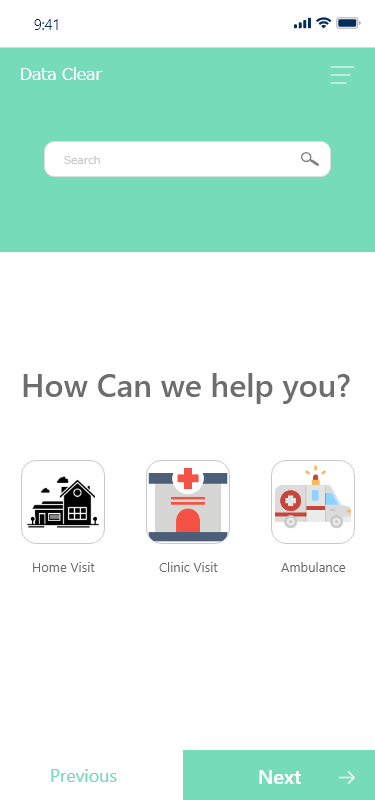 9:41
Data Clear
Search
How Can we help you?
Home Visit
Clinic Visit
Ambulance
Previous
Next